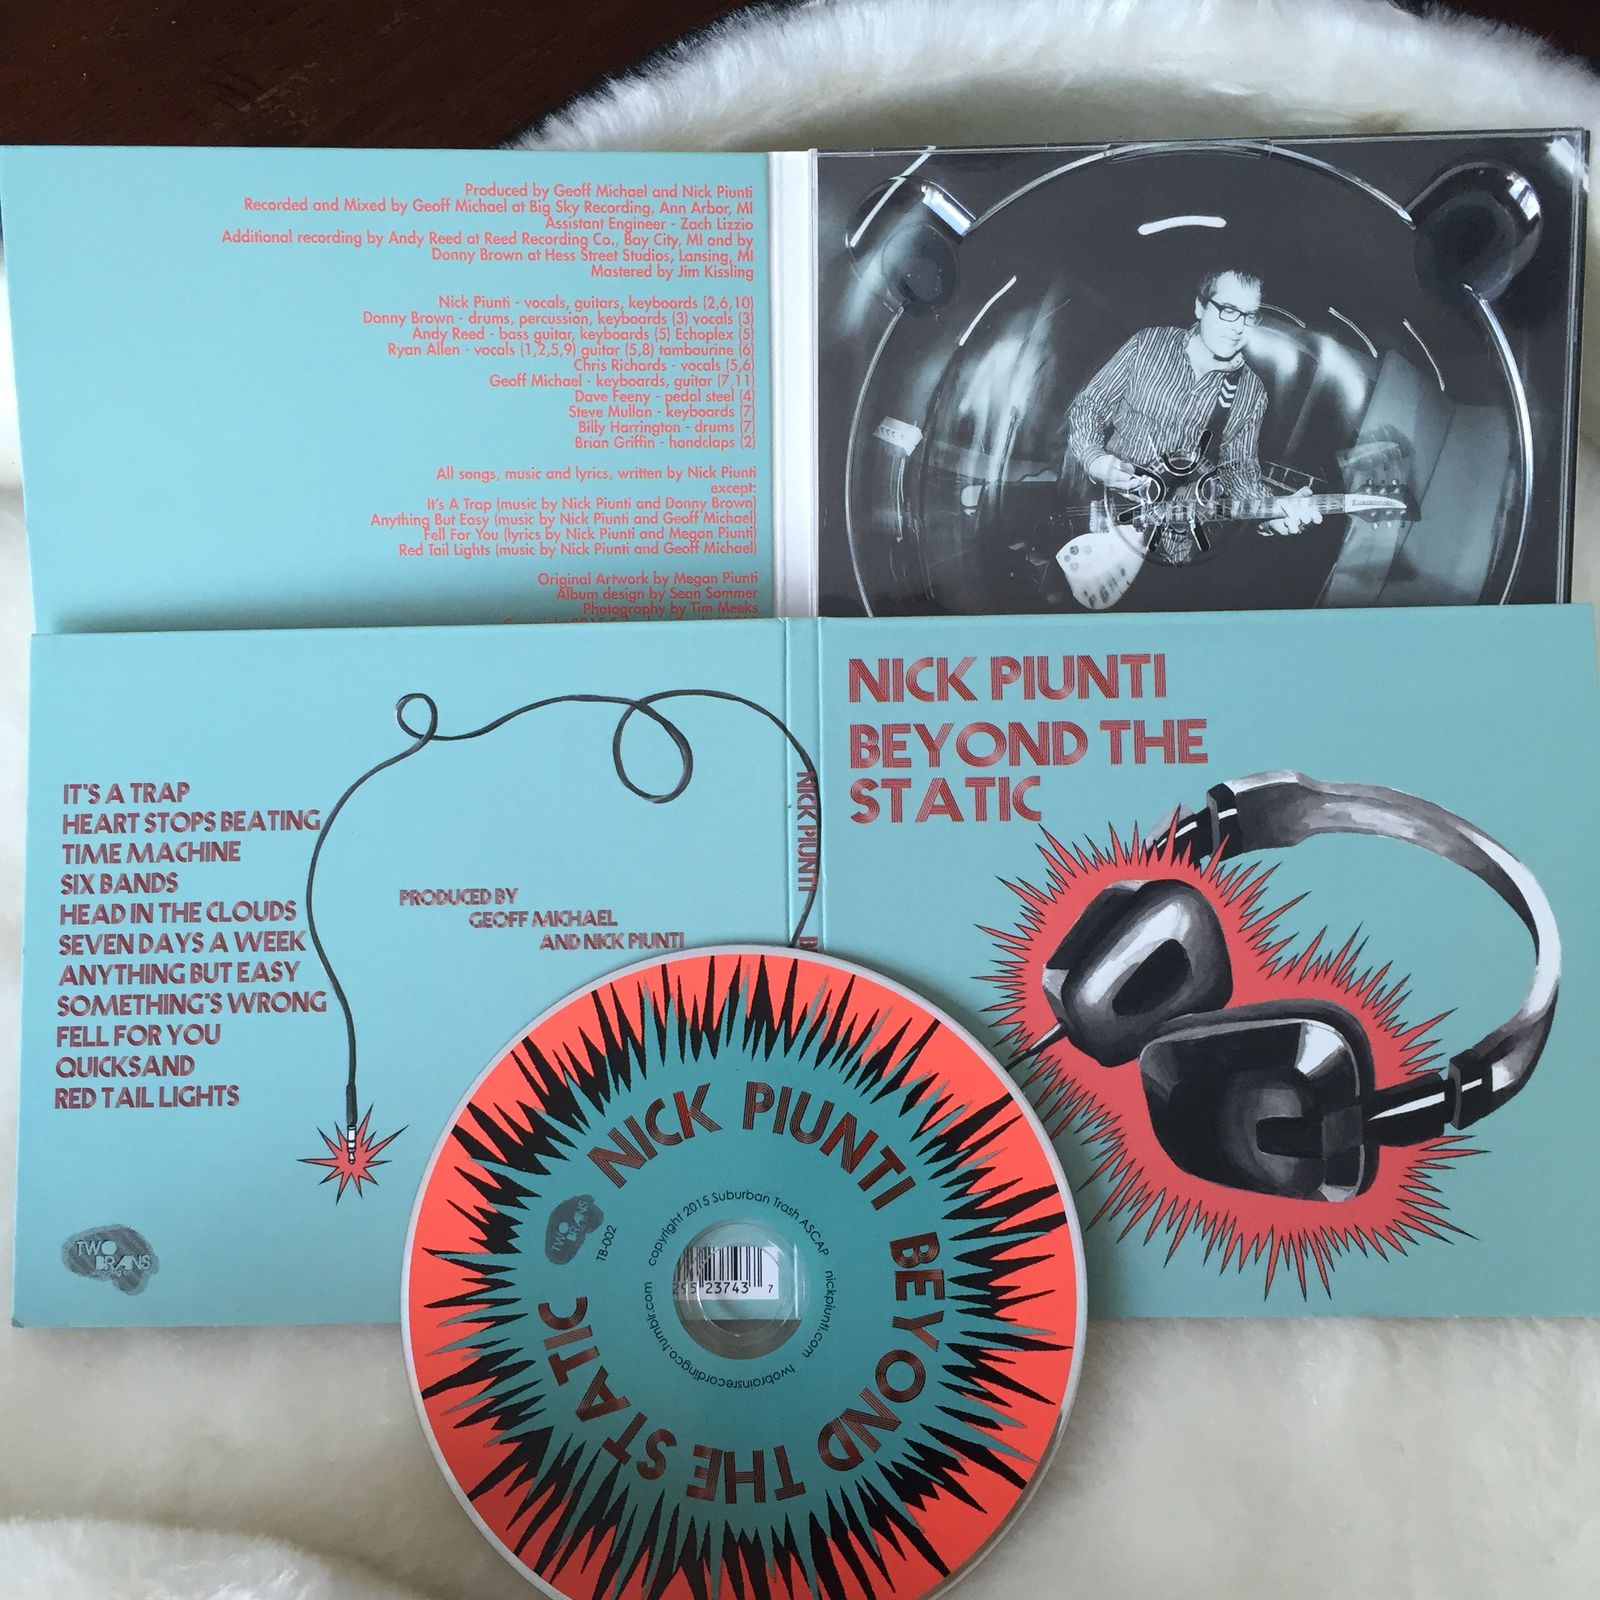 Produced by Geoff Michael and Nick Piunti
Recorded and Mixed by Geoff Michael at Big Sky Recording, Ann Arbor, MI
Assistant Engineer - Zach Lizzio
Additional recording by Andy Reed at Reed Recording Co., Bay City, MI and by
Donny Brown at Hess Street Studios, Lansing, MI
Mastered by Jim Kissling
Nick Piunti - vocals, guitars, keyboards (2,6,10)
Donny Brown - drums, percussion, keyboards (3) vocals (3)
Andy Reed - bass guitar, keyboards (5) Echoplex (5)
Ryan Allen - vocals (1,2,5,9) guitar (5,8) tambourine (6)
Chris Richards - vocals (5,6)
Geoff Michael - keyboards, guitar (7,11)
Dave Feeny - pedal steel (4)
Steve Mullan - keyboards (7)
Billy Harrington - drums (7)
Brian Griffin - handclaps (2)
All songs, music and lyrics, written by Nick Piunti
except:
It's A Trap (music by Nick Piunti and Donny Brown)
Anything But Easy (music by Nick Piunti and Geoff Michael)
Fell For You (lyrics by Nick Piunti and Megan Piunti)
Red Tail Lights (music by Nick Piunti and Geoff Michael)
Original Artwork by Megan Piunti
Album design by Sean Sommer
Photography by Tim Meeks
NICK PIUNTI
BEYOND THE
STATIC
IT'S A TRAP
HEART STOPS BEATING
TIME MACHINE
SIX BANDS
HEAD IN THE CLOUDS
SEVEN DAYS A WEEK
ANYTHING BUT EASY
SOMETHING'S WRONG
FELL FOR YOU
QUICKSAND
RED TAIL LIGHTS
PRODUCED BY
GEOFF MICHAEL
AND NICK PIUNTI
TWO
BRAINS
NICK PIUNTI
NICK PIUNTI BEYOND THE STATIC
TWO
BRAINS
TB-002
copyright 2015 Suburban Trash ASCAP nickpiunti.com twobrainsrecordingco.tumblr.com
23743 7